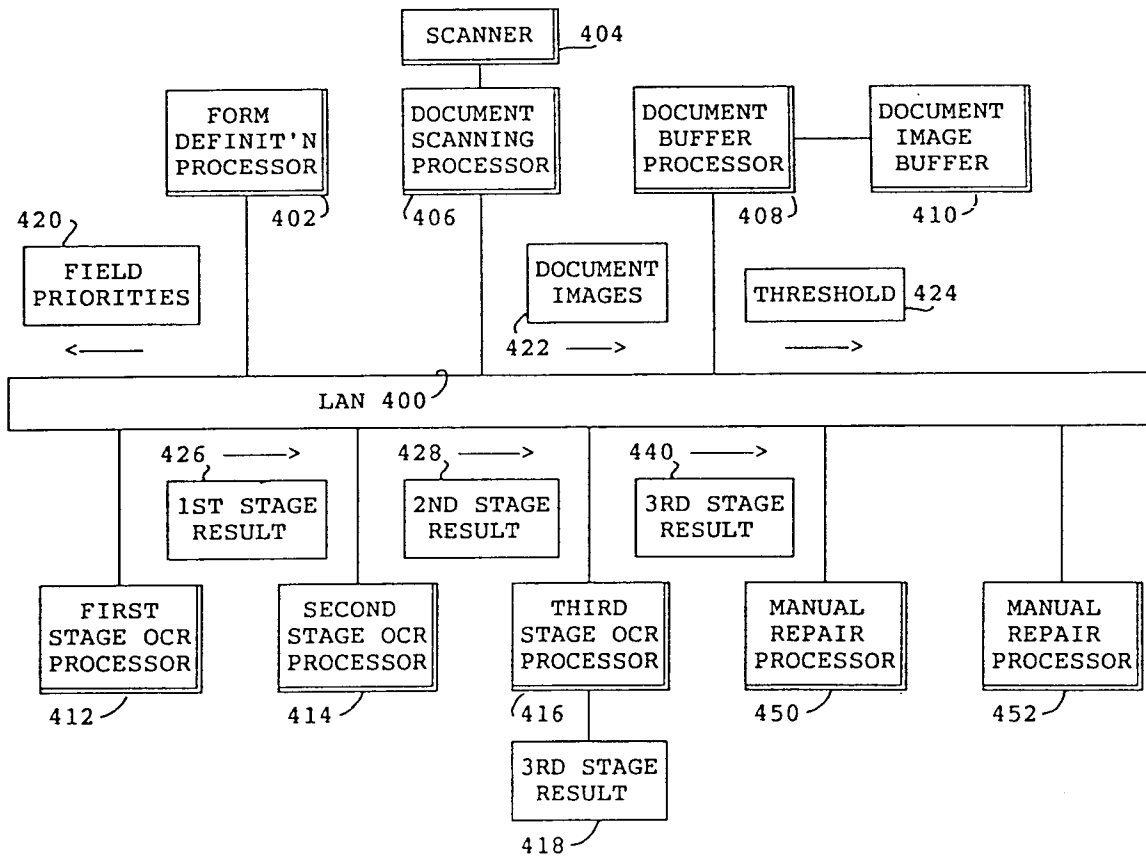 SCANNER
404
FORM
DEFINIT'N
PROCESSOR
402
DOCUMENT
SCANNING
PROCESSOR
406
DOCUMENT
BUFFER
PROCESSOR
408
DOCUMENT
IMAGE
BUFFER
410
420
FIELD
PRIORITIES
<——
DOCUMENT
IMAGES
422 ——>
THRESHOLD
424
——>
LAN 400
426 ——>
1ST STAGE
RESULT
428 ——>
2ND STAGE
RESULT
440 ——>
3RD STAGE
RESULT
FIRST
STAGE OCR
PROCESSOR
412
SECOND
STAGE OCR
PROCESSOR
414
THIRD
STAGE OCR
PROCESSOR
416
MANUAL
REPAIR
PROCESSOR
450
MANUAL
REPAIR
PROCESSOR
452
3RD STAGE
RESULT
418